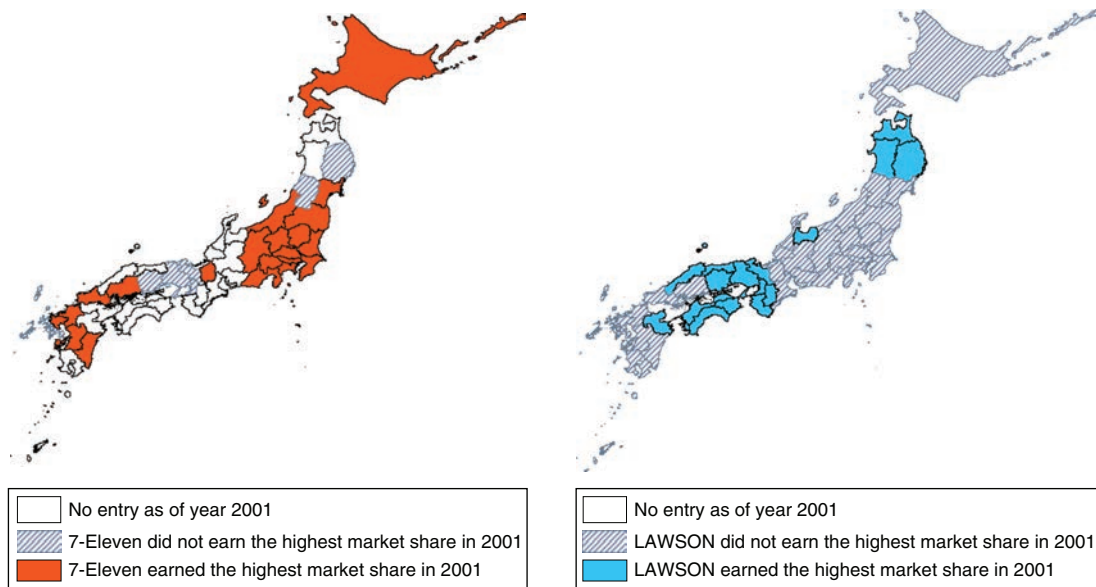 No entry as of year 2001
7-Eleven did not earn the highest market share in 2001
7-Eleven earned the highest market share in 2001
No entry as of year 2001
LAWSON did not earn the highest market share in 2001
LAWSON earned the highest market share in 2001